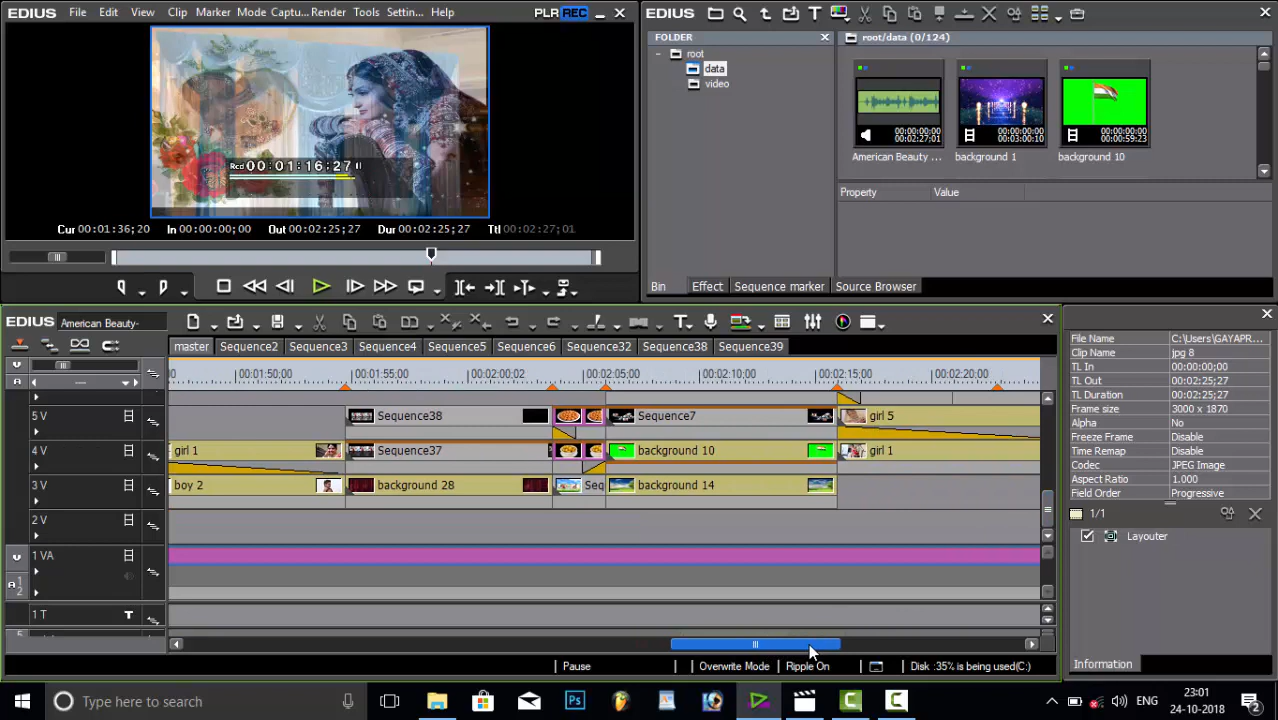 EDIUS File Edit View Clip Marker Mode Captu... Render Tools Settin... Help PLR REC
Rcd 00:01:16:27
Cur 00:01:36;20 In 00:00:00;00 Out 00:02:25;27 Dur 00:02:25;27 Ttl 00:02:27;01
EDIUS
FOLDER
root
data
video
root/data (0/124)
00:00:00;00
00:02:27;01
American Beauty ...
00:00:00;00
00:03:00;10
background 1
00:00:00;00
00:00:59;23
background 10
Property Value
Bin Effect Sequence marker Source Browser
EDIUS American Beauty-
master Sequence2 Sequence3 Sequence4 Sequence5 Sequence6 Sequence32 Sequence38 Sequence39
00:01:50;00 00:01:55;00 00:02:00;02 00:02:05;00 00:02:10;00 00:02:15;00 00:02:20;00
5 V Sequence38 Sequence7 girl 5
4 V girl 1 Sequence37 background 10 girl 1
3 V boy 2 background 28 Seq background 14
2 V
1 VA
1
2
1 T
Pause Overwrite Mode Ripple On Disk :35% is being used(C:)
File Name C:\Users\GAYAPR...
Clip Name jpg 8
TL In 00:00:00;00
TL Out 00:02:25;27
TL Duration 00:02:25;27
Frame size 3000 x 1870
Alpha No
Freeze Frame Disable
Time Remap Disable
Codec JPEG Image
Aspect Ratio 1.000
Field Order Progressive
1/1
Layouter
Information
Type here to search
Ps
ENG
23:01
24-10-2018
2